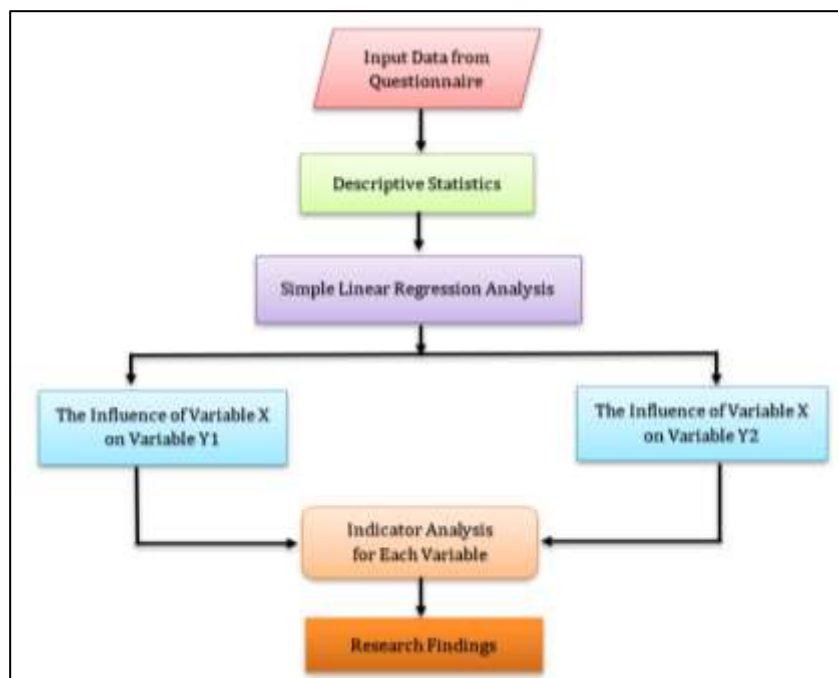 Input Data from
Questionnaire
Descriptive Statistics
Simple Linear Regression Analysis
The Influence of Variable X
on Variable Y1
The Influence of Variable X
on Variable Y2
Indicator Analysis
for Each Variable
Research Findings